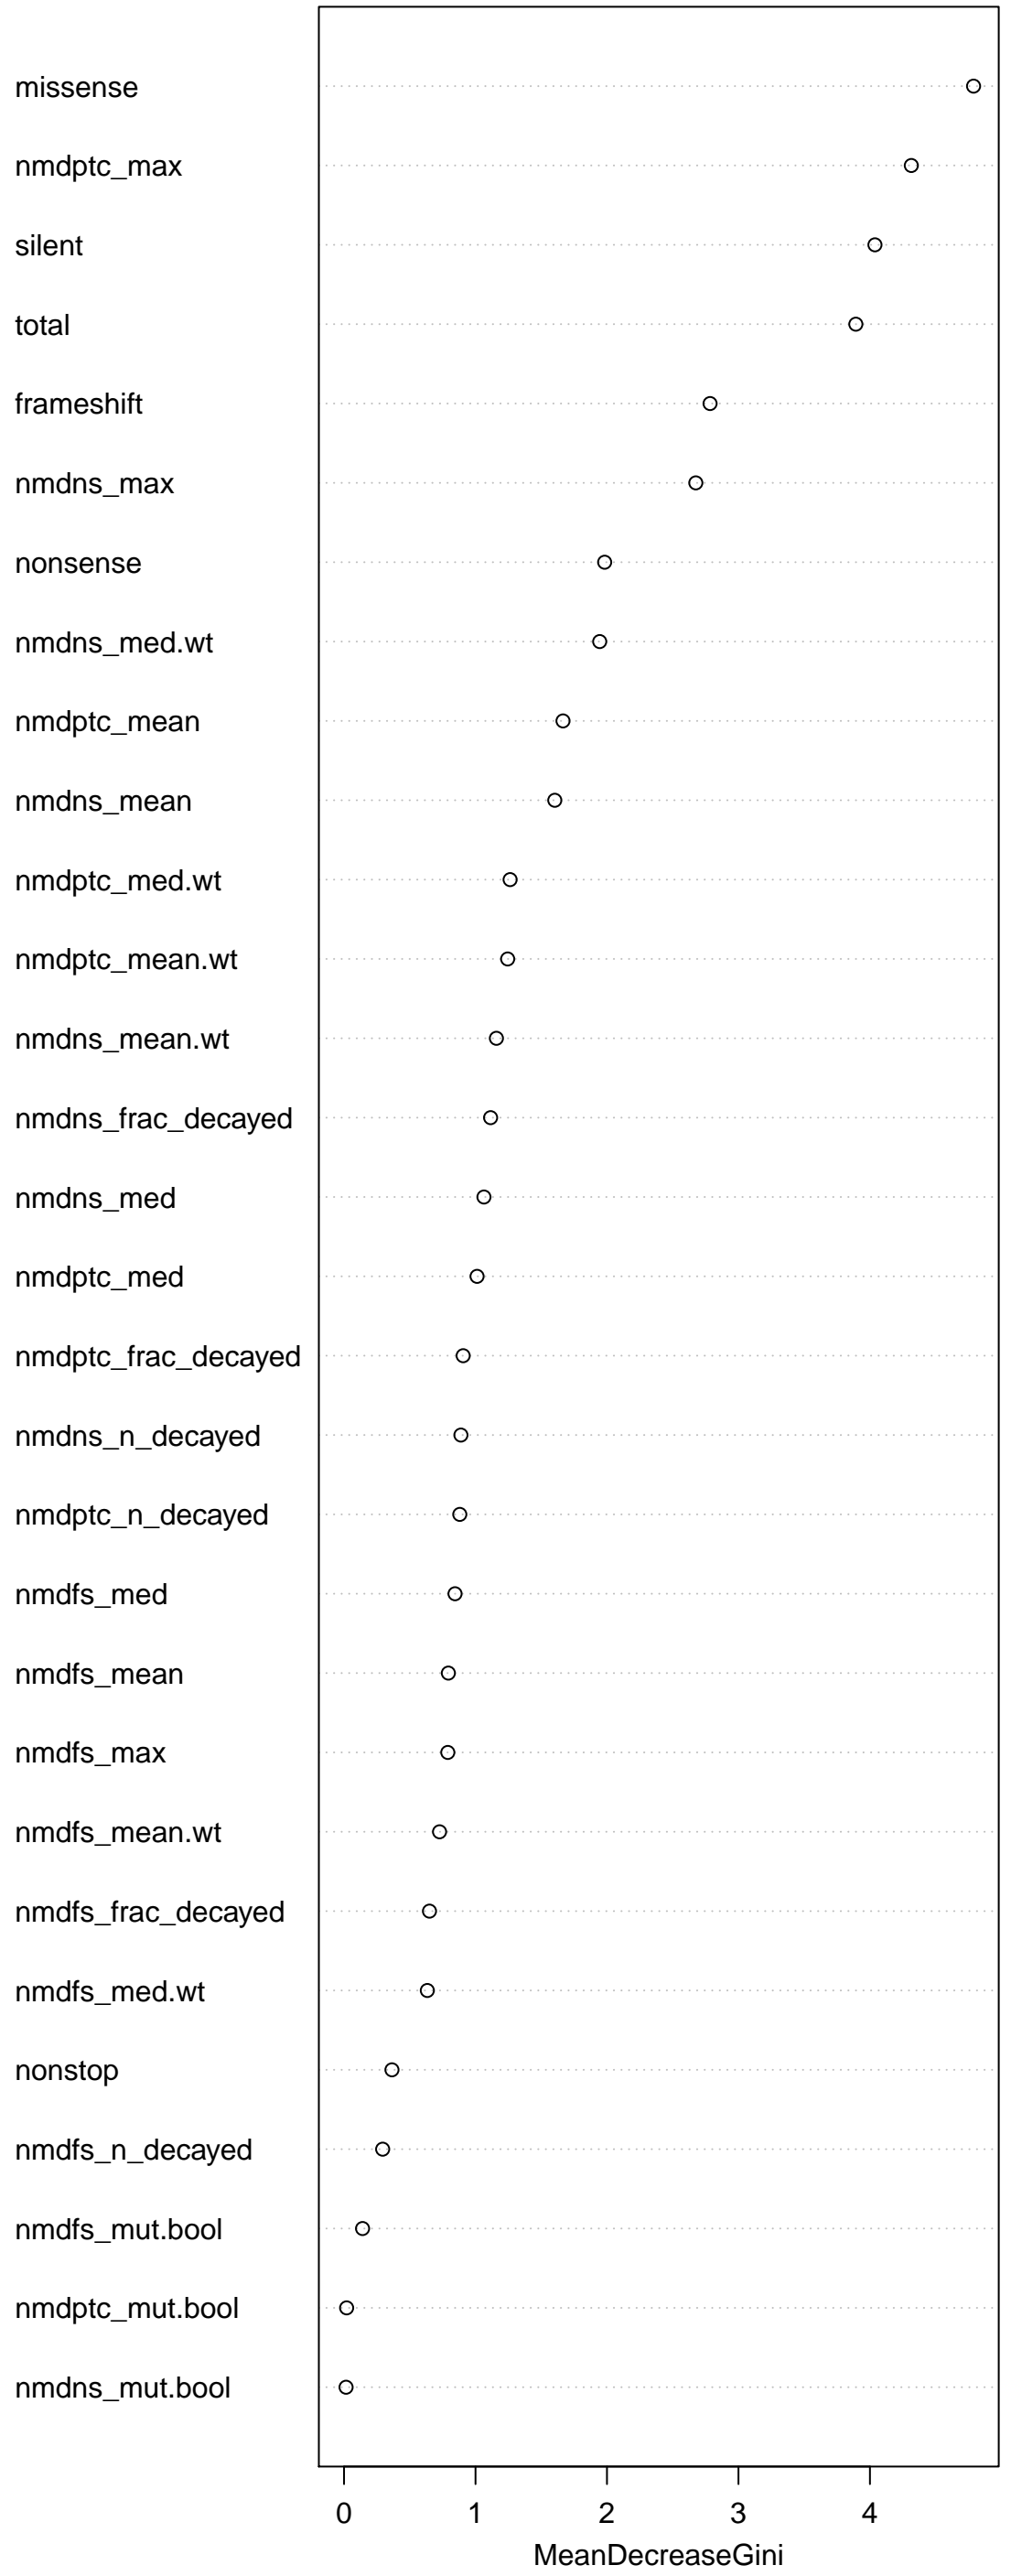 missense
nmdptc_max
silent
total
frameshift
nmdns_max
nonsense
nmdns_med.wt
nmdptc_mean
nmdns_mean
nmdptc_med.wt
nmdptc_mean.wt
nmdns_mean.wt
nmdns_frac_decayed
nmdns_med
nmdptc_med
nmdptc_frac_decayed
nmdns_n_decayed
nmdptc_n_decayed
nmdfs_med
nmdfs_mean
nmdfs_max
nmdfs_mean.wt
nmdfs_frac_decayed
nmdfs_med.wt
nonstop
nmdfs_n_decayed
nmdfs_mut.bool
nmdptc_mut.bool
nmdns_mut.bool
0 1 2 3 4
MeanDecreaseGini